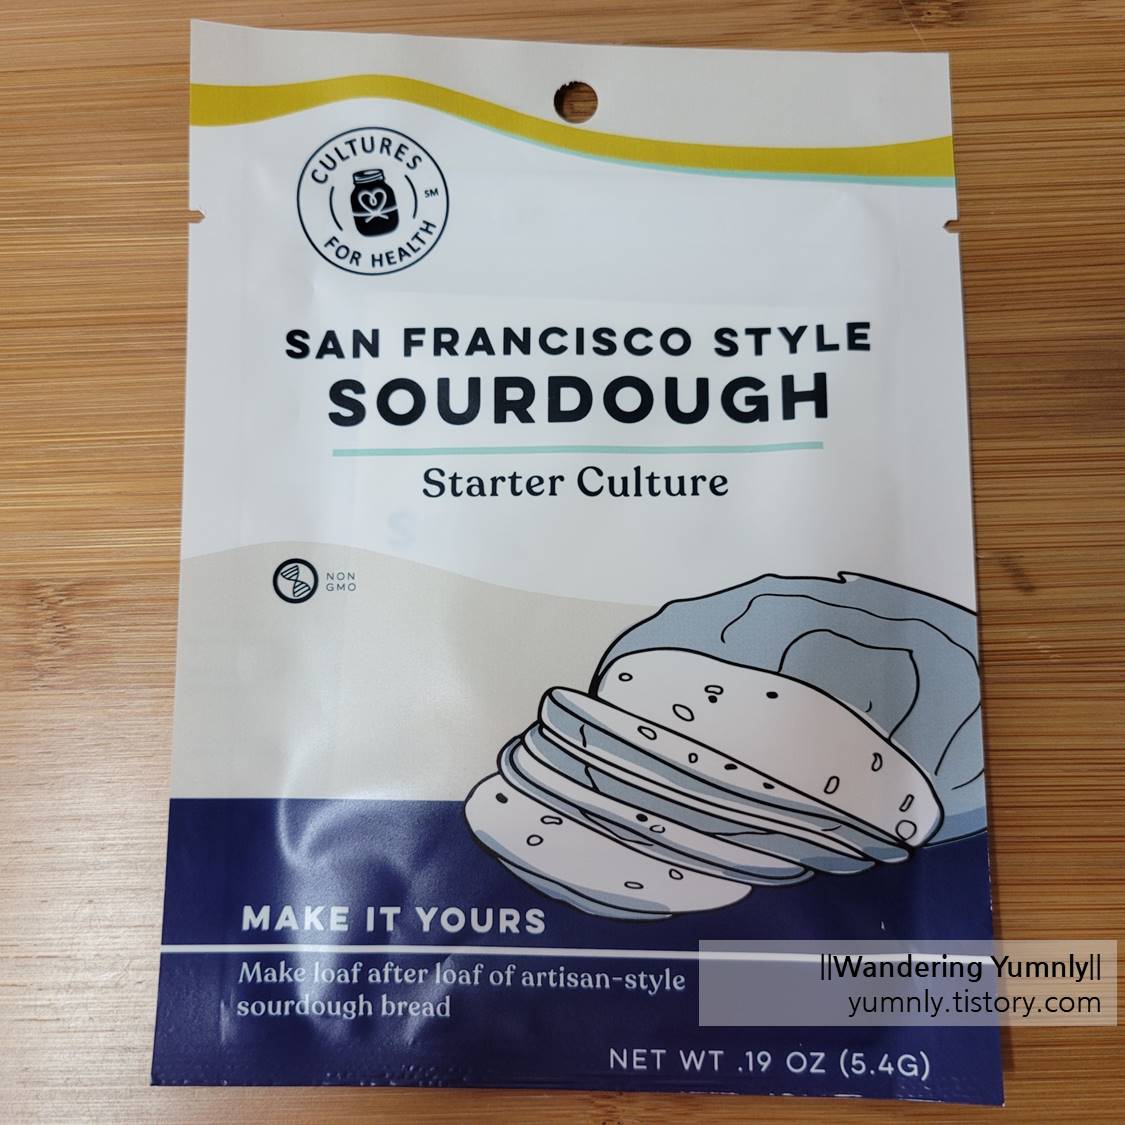 CULTURES
FOR HEALTH
SM
SAN FRANCISCO STYLE
SOURDOUGH
Starter Culture
NON
GMO
MAKE IT YOURS
Make loaf after loaf of artisan-style
sourdough bread
||Wandering Yumnly||
yumnly.tistory.com
NET WT .19 OZ (5.4G)